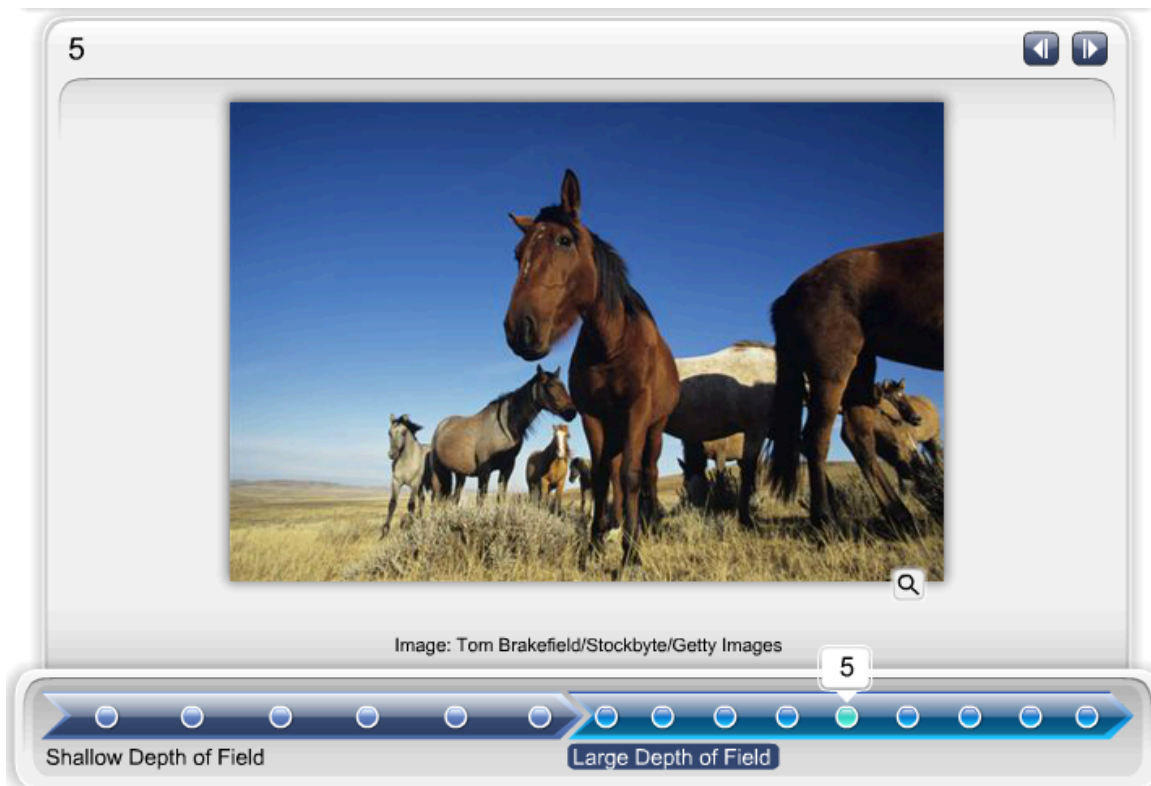 5
Image: Tom Brakefield/Stockbyte/Getty Images
5
Shallow Depth of Field
Large Depth of Field